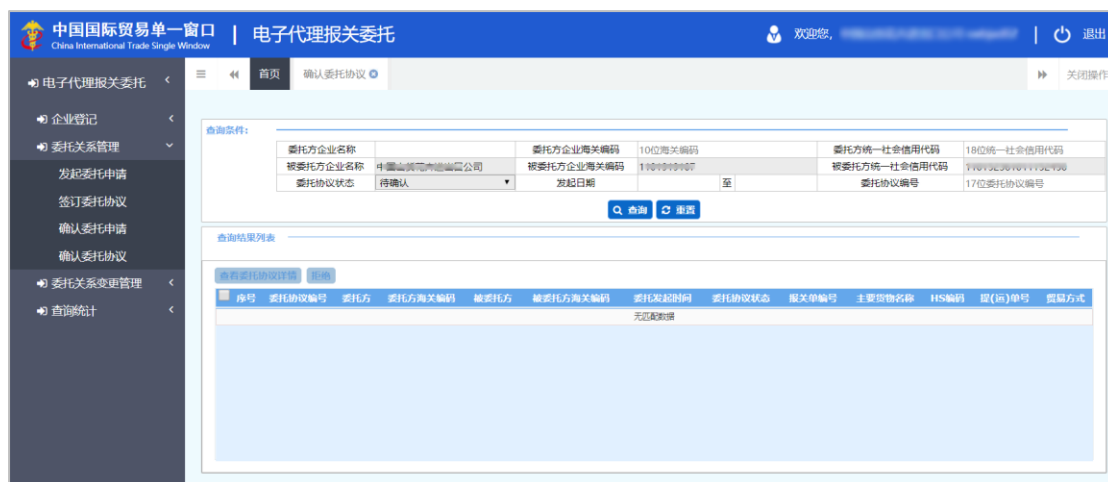 中国国际贸易单一窗口 | 电子代理报关委托
China International Trade Single Window
欢迎您, | 退出
电子代理报关委托
首页 确认委托协议 关闭操作
企业登记
委托关系管理
发起委托申请
签订委托协议
确认委托申请
确认委托协议
委托关系变更管理
查询统计
查询条件:
委托方企业名称 委托方企业海关编码 10位海关编码 委托方统一社会信用代码 18位统一社会信用代码
被委托方企业名称 被委托方企业海关编码 被委托方统一社会信用代码
委托协议状态 待确认 发起日期 至 委托协议编号 17位委托协议编号
查询 重置
查询结果列表
查看委托协议详情 拒绝
序号 委托协议编号 委托方 委托方海关编码 被委托方 被委托方海关编码 委托发起时间 委托协议状态 报关单编号 主要货物名称 HS编码 提(运)单号 贸易方式
无匹配数据